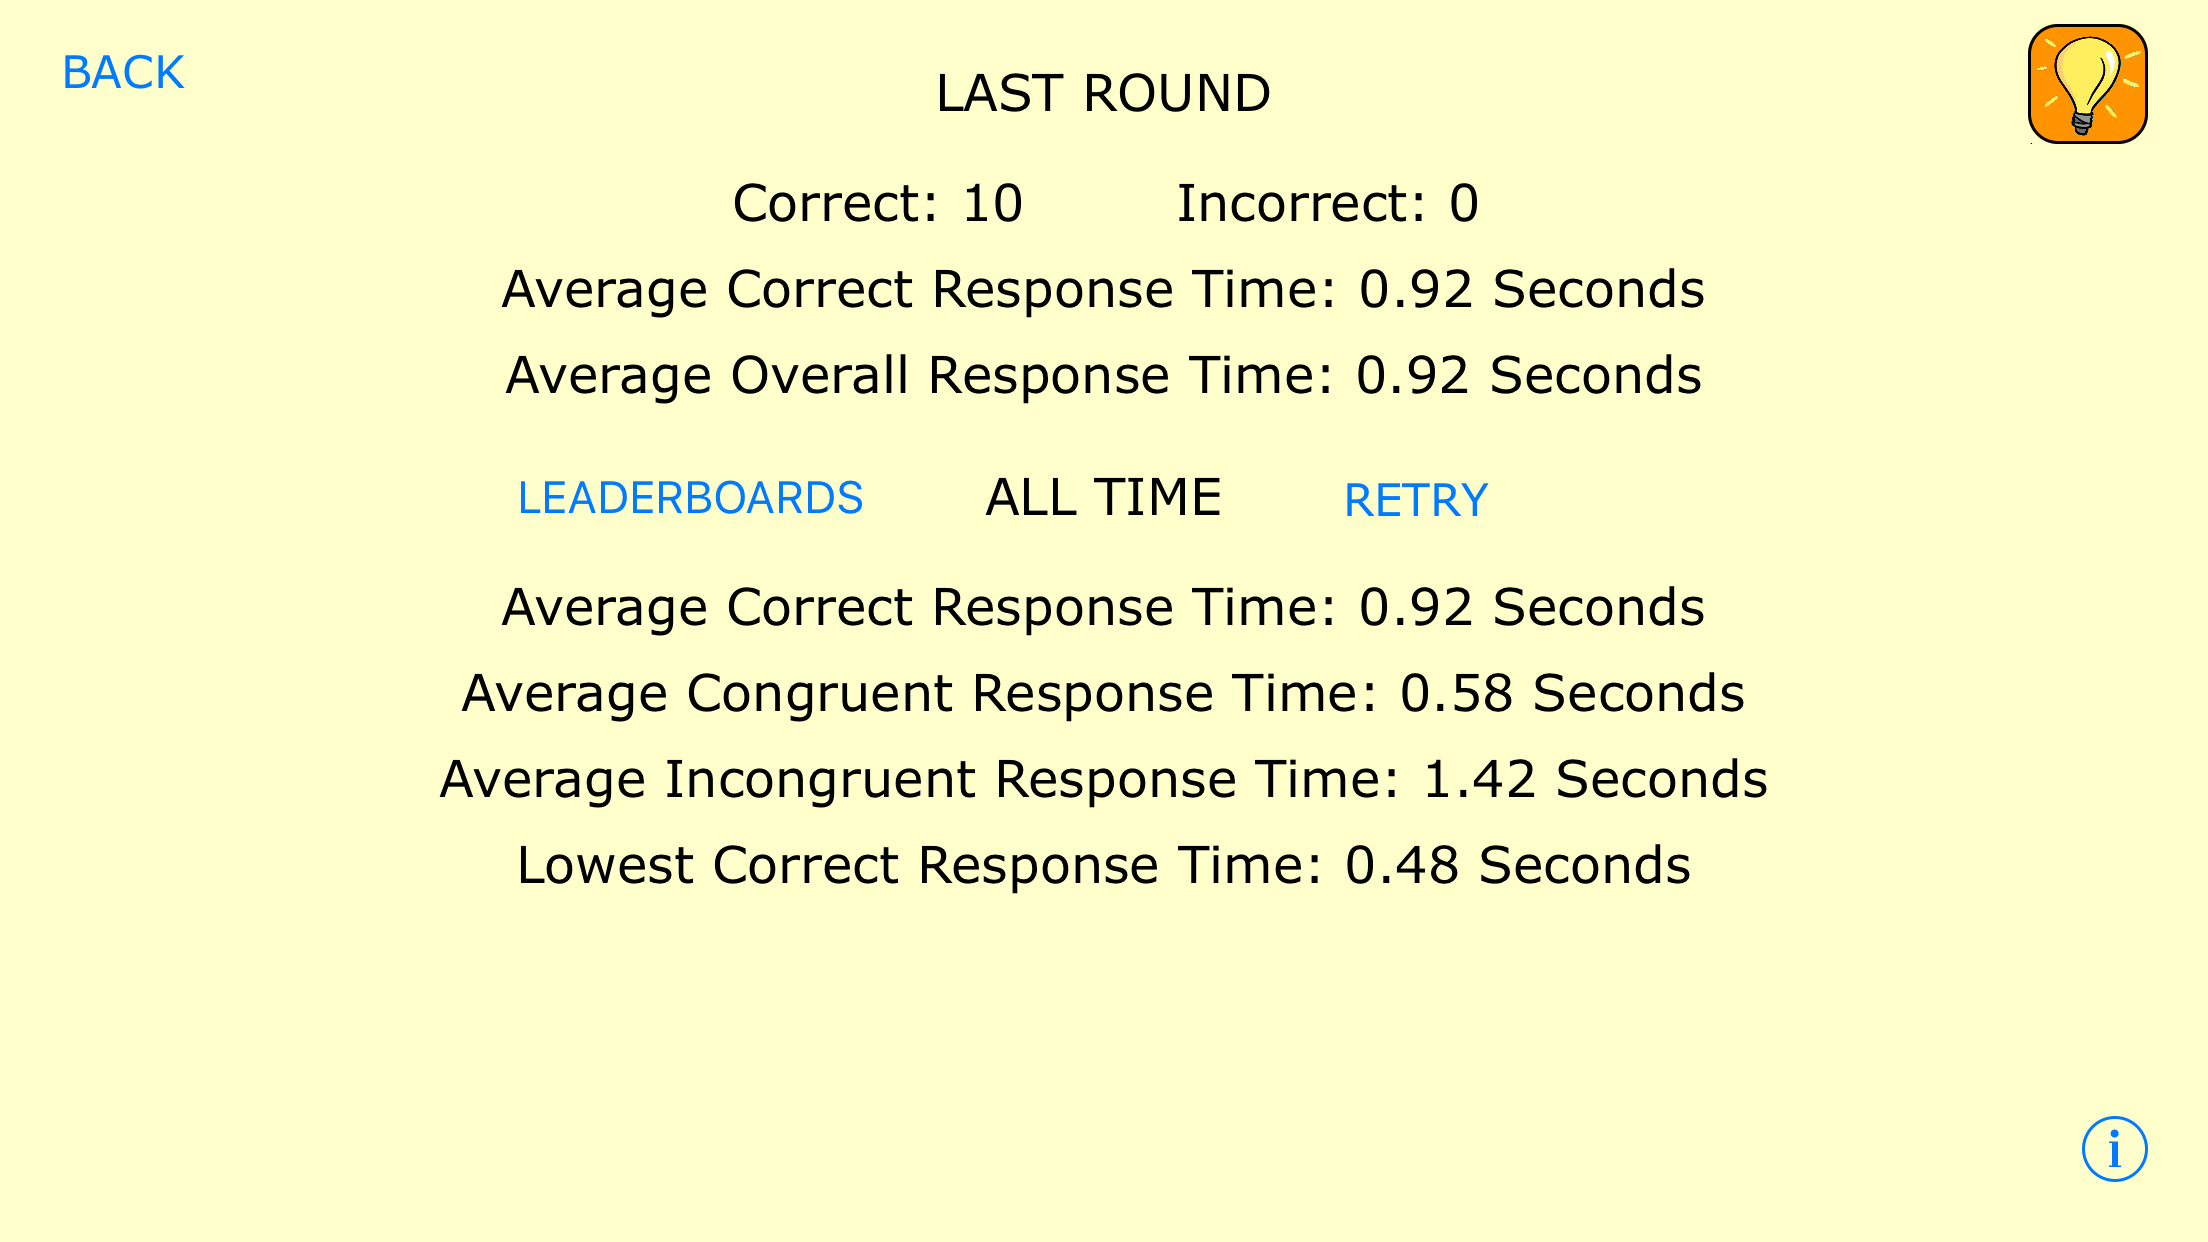 BACK
LAST ROUND
Correct: 10 Incorrect: 0
Average Correct Response Time: 0.92 Seconds
Average Overall Response Time: 0.92 Seconds
LEADERBOARDS ALL TIME RETRY
Average Correct Response Time: 0.92 Seconds
Average Congruent Response Time: 0.58 Seconds
Average Incongruent Response Time: 1.42 Seconds
Lowest Correct Response Time: 0.48 Seconds
i